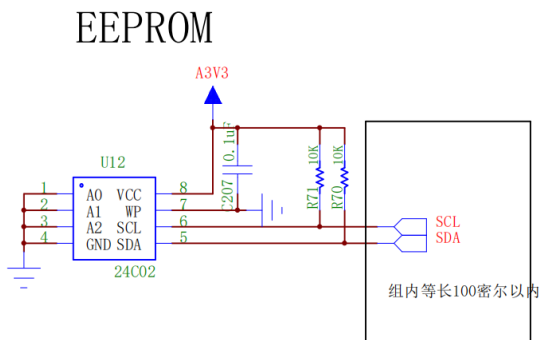 EEPROM
A3V3
U12
C207 0.1uF
R71 10K
R70 10K
1 A0 VCC 8
2 A1 WP 7
3 A2 SCL 6
4 GND SDA 5
24C02
SCL
SDA
组内等长100密尔以内